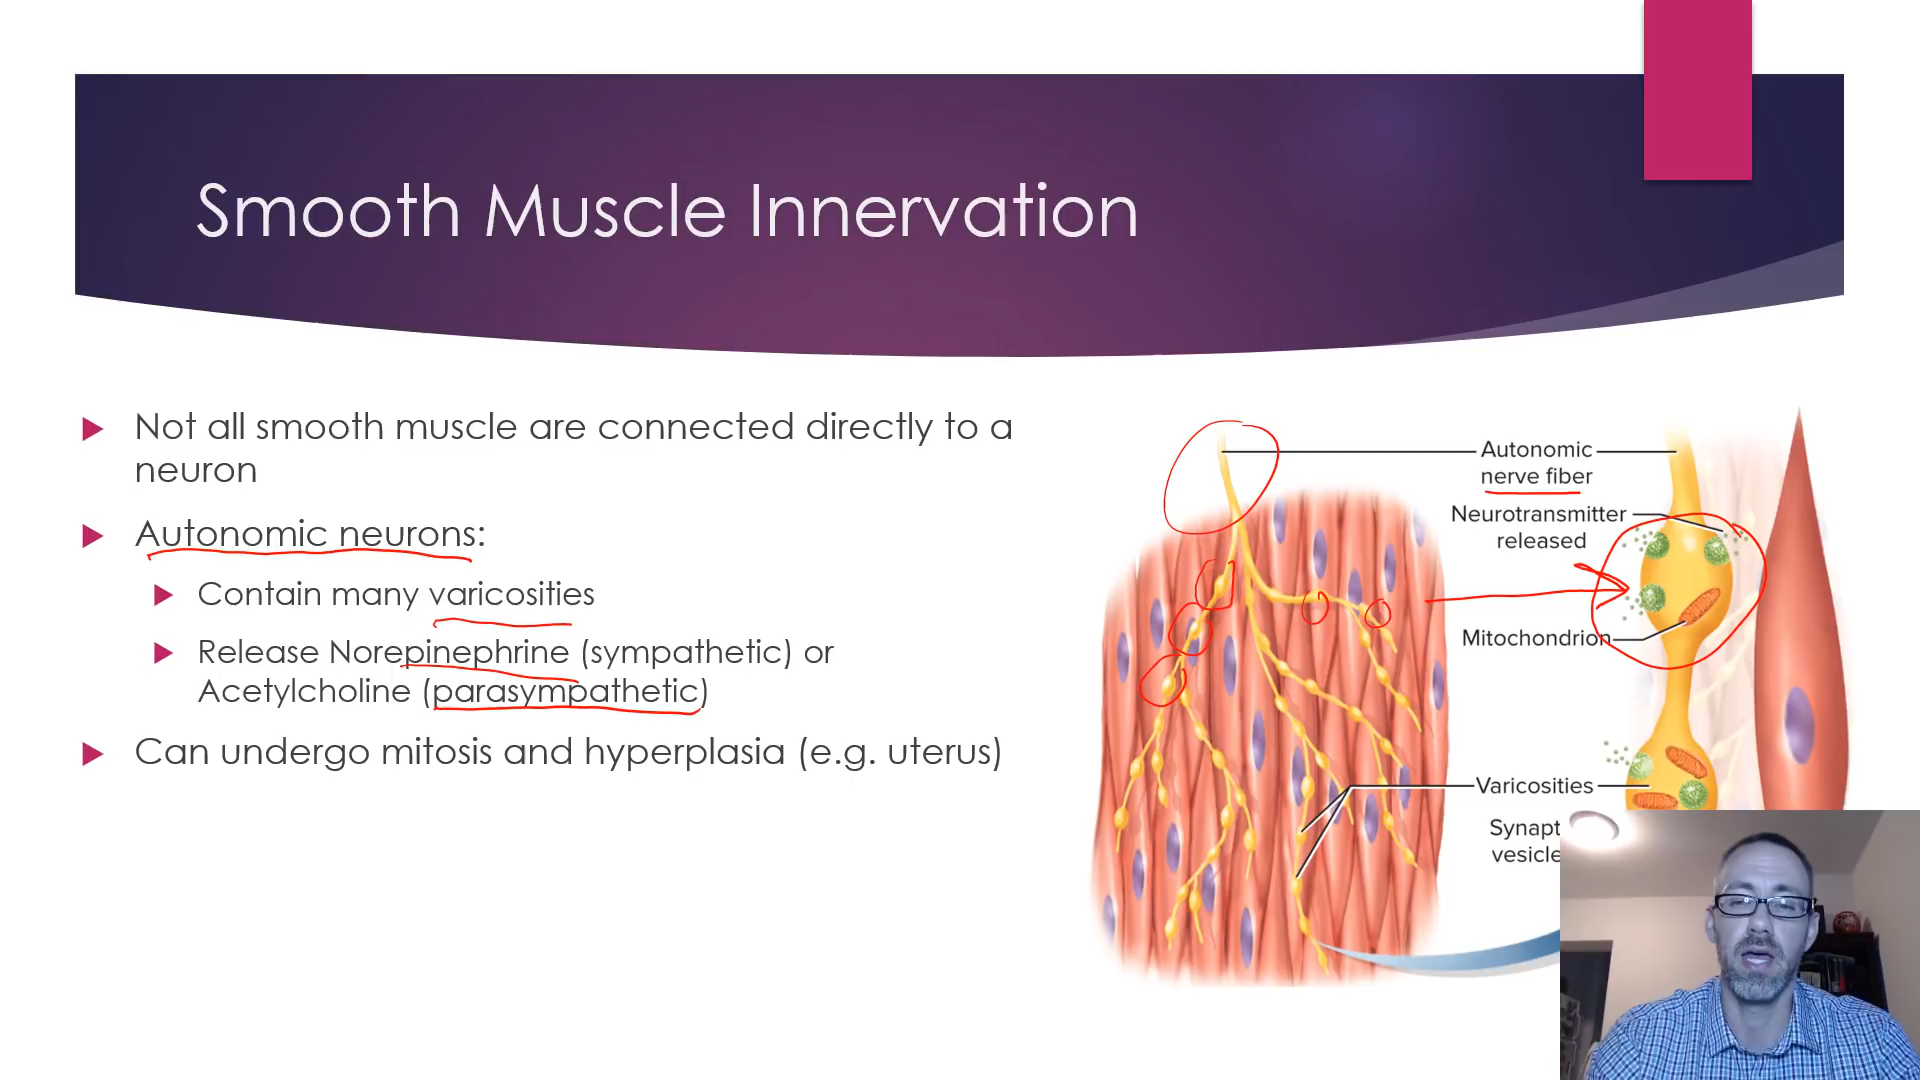 Smooth Muscle Innervation
Not all smooth muscle are connected directly to a
neuron
Autonomic neurons:
Contain many varicosities
Release Norepinephrine (sympathetic) or
Acetylcholine (parasympathetic)
Can undergo mitosis and hyperplasia (e.g. uterus)
Autonomic
nerve fiber
Neurotransmitter
released
Mitochondrion
Varicosities
Synapt
vesicle